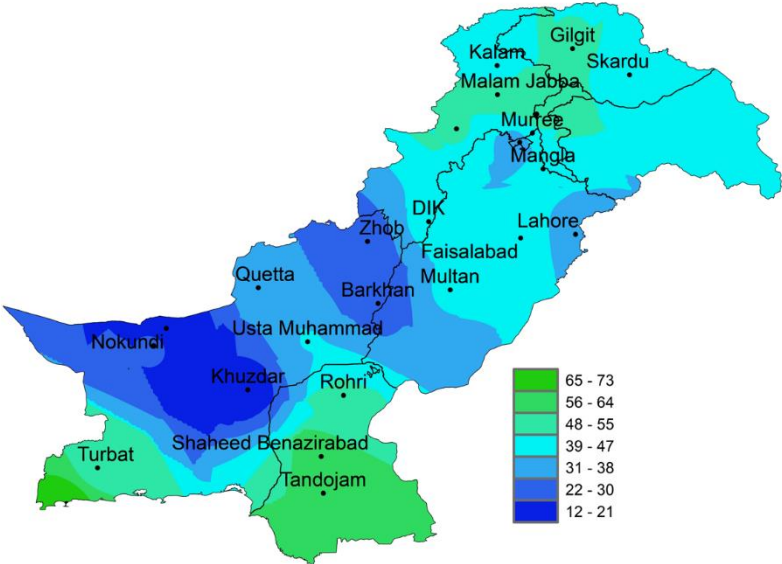 Gilgit
Kalam
Skardu
Malam Jabba
Murree
Mangla
DIK
Lahore
Zhob
Faisalabad
Quetta
Multan
Barkhan
Usta Muhammad
Nokundi
Khuzdar
Rohri
Shaheed Benazirabad
Turbat
Tandojam
65 - 73
56 - 64
48 - 55
39 - 47
31 - 38
22 - 30
12 - 21